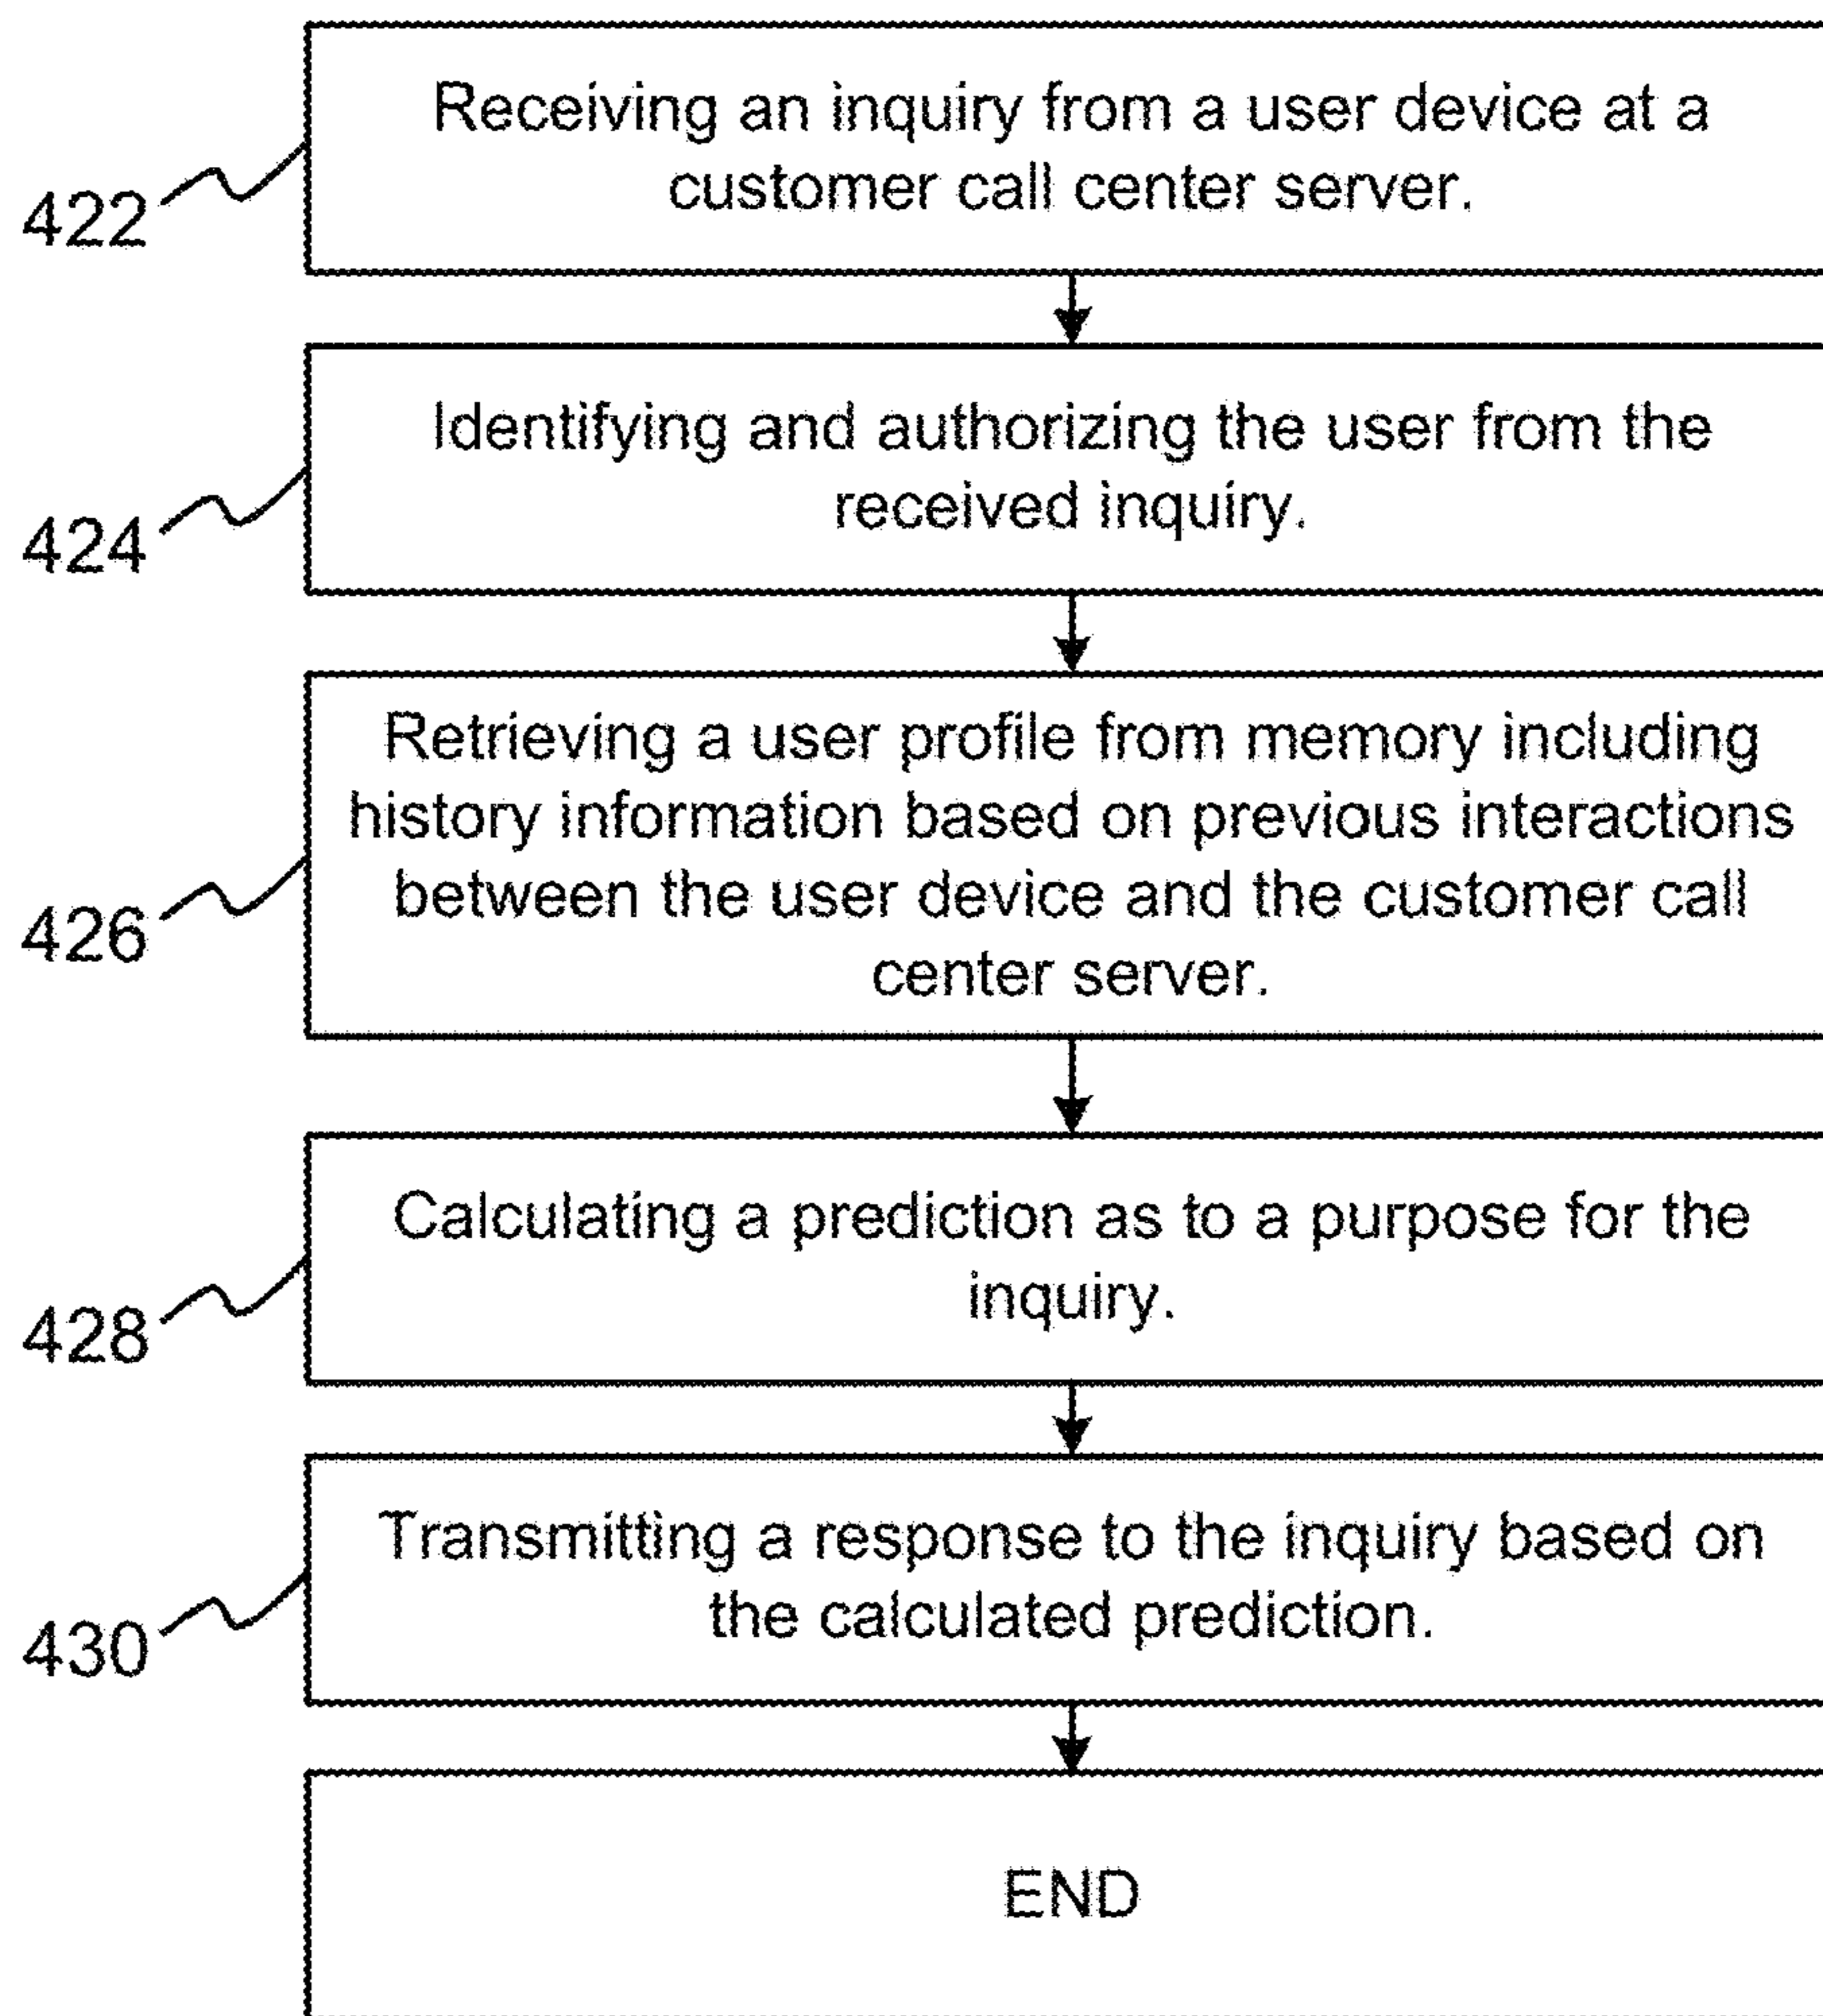 Receiving an inquiry from a user device at a
customer call center server.
422
Identifying and authorizing the user from the
received inquiry.
424
Retrieving a user profile from memory including
history information based on previous interactions
between the user device and the customer call
center server.
426
Calculating a prediction as to a purpose for the
inquiry.
428
Transmitting a response to the inquiry based on
the calculated prediction.
430
END